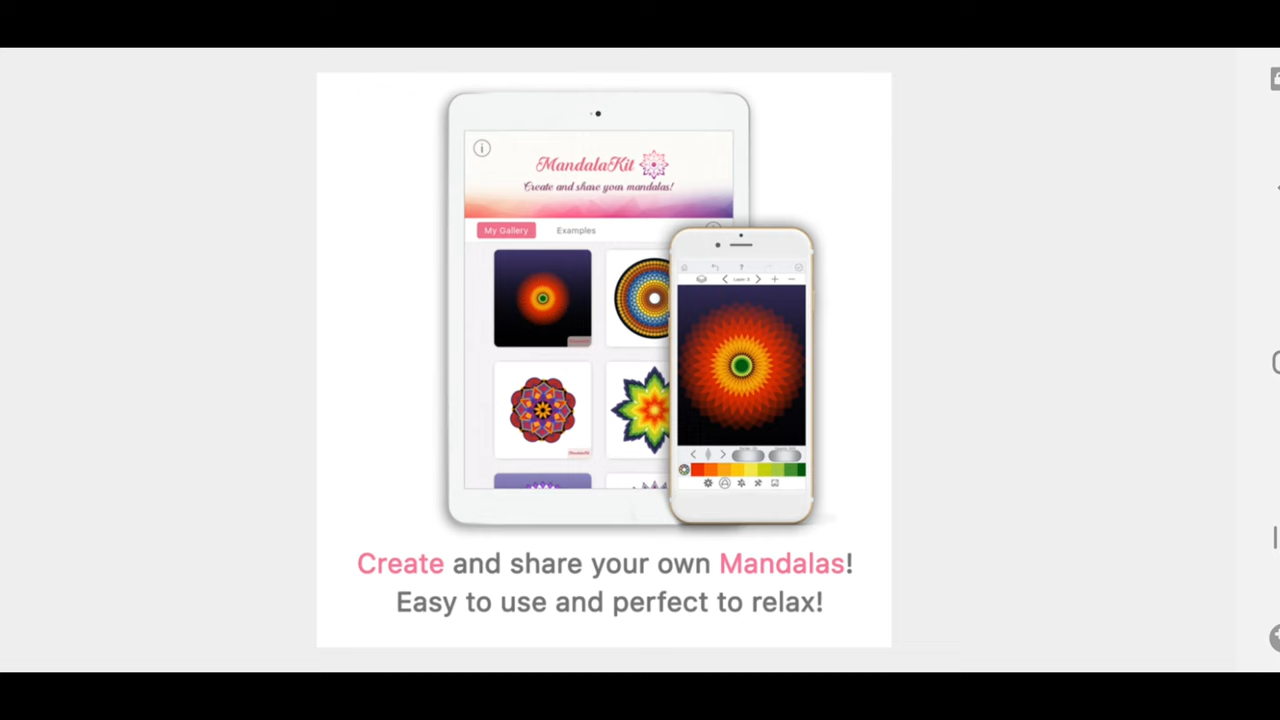 MandalaKit
Create and share your mandalas!
My Gallery
Examples
Create and share your own Mandalas!
Easy to use and perfect to relax!